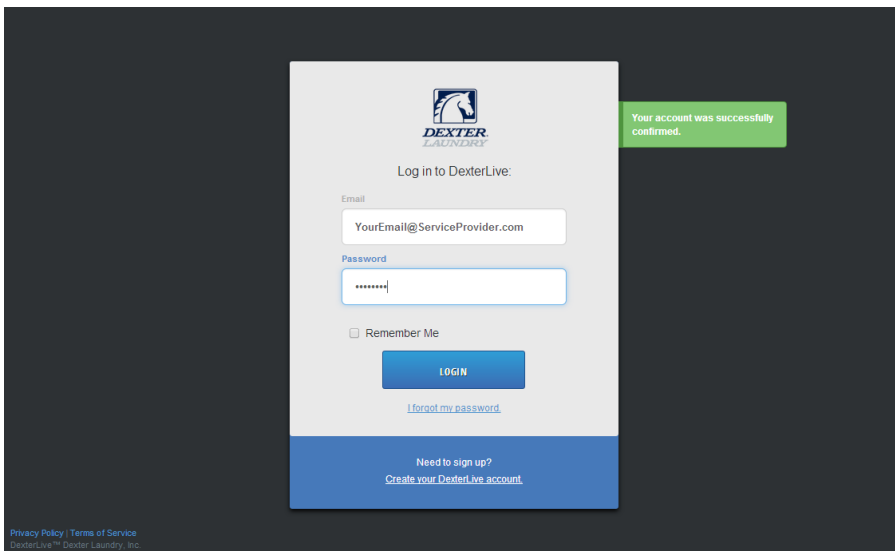 DEXTER
LAUNDRY
Your account was successfully
confirmed.
Log in to DexterLive:
Email
YourEmail@ServiceProvider.com
Password
••••••••
Remember Me
LOGIN
I forgot my password.
Need to sign up?
Create your DexterLive account.
Privacy Policy | Terms of Service
DexterLive™ Dexter Laundry, Inc.